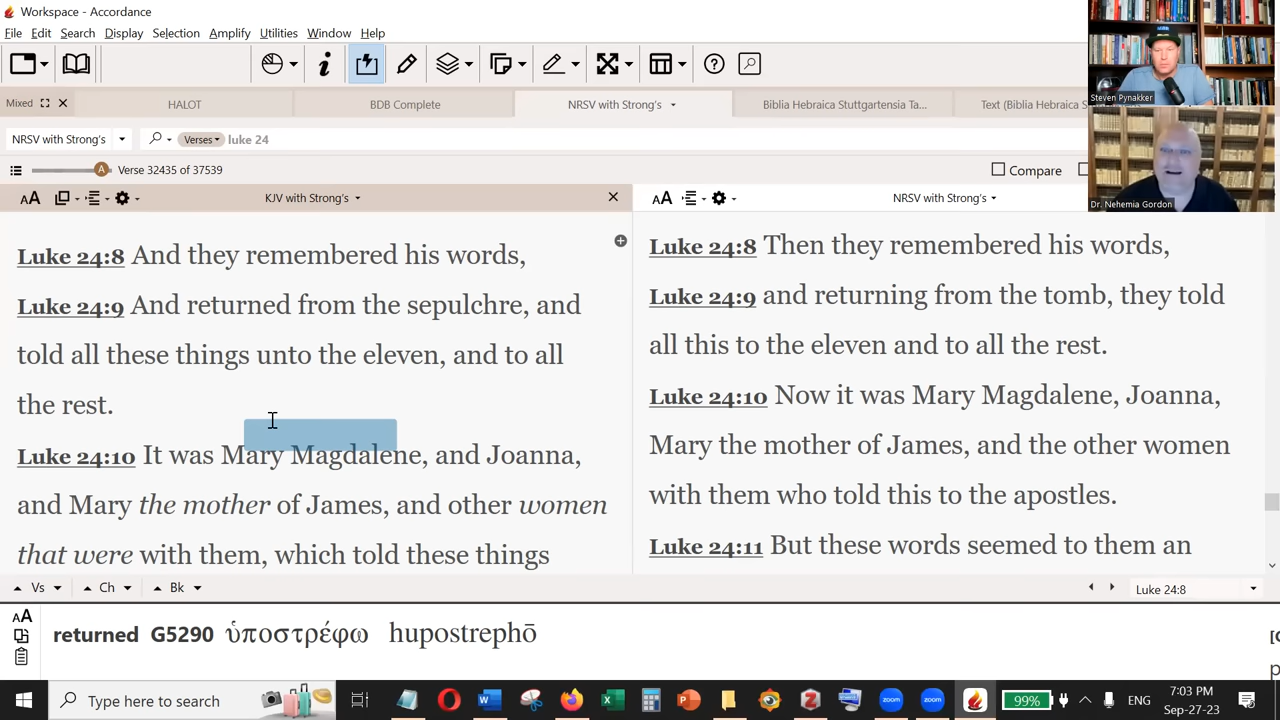 Workspace - Accordance
File Edit Search Display Selection Amplify Utilities Window Help
Steven Pynakker
Dr. Nehemia Gordon
Mixed HALOT BDB Complete NRSV with Strong's Biblia Hebraica Stuttgartensia Ta... Text (Biblia Hebraica S
NRSV with Strong's Verses luke 24
A Verse 32435 of 37539 Compare
AA KJV with Strong's AA NRSV with Strong's
Luke 24:8 And they remembered his words,
Luke 24:9 And returned from the sepulchre, and
told all these things unto the eleven, and to all
the rest.
Luke 24:10 It was Mary Magdalene, and Joanna,
and Mary the mother of James, and other women
that were with them, which told these things
Luke 24:8 Then they remembered his words,
Luke 24:9 and returning from the tomb, they told
all this to the eleven and to all the rest.
Luke 24:10 Now it was Mary Magdalene, Joanna,
Mary the mother of James, and the other women
with them who told this to the apostles.
Luke 24:11 But these words seemed to them an
Vs Ch Bk Luke 24:8
AA returned G5290 ὑποστρέφω hupostrephō
Type here to search
99% ENG 7:03 PM
Sep-27-23